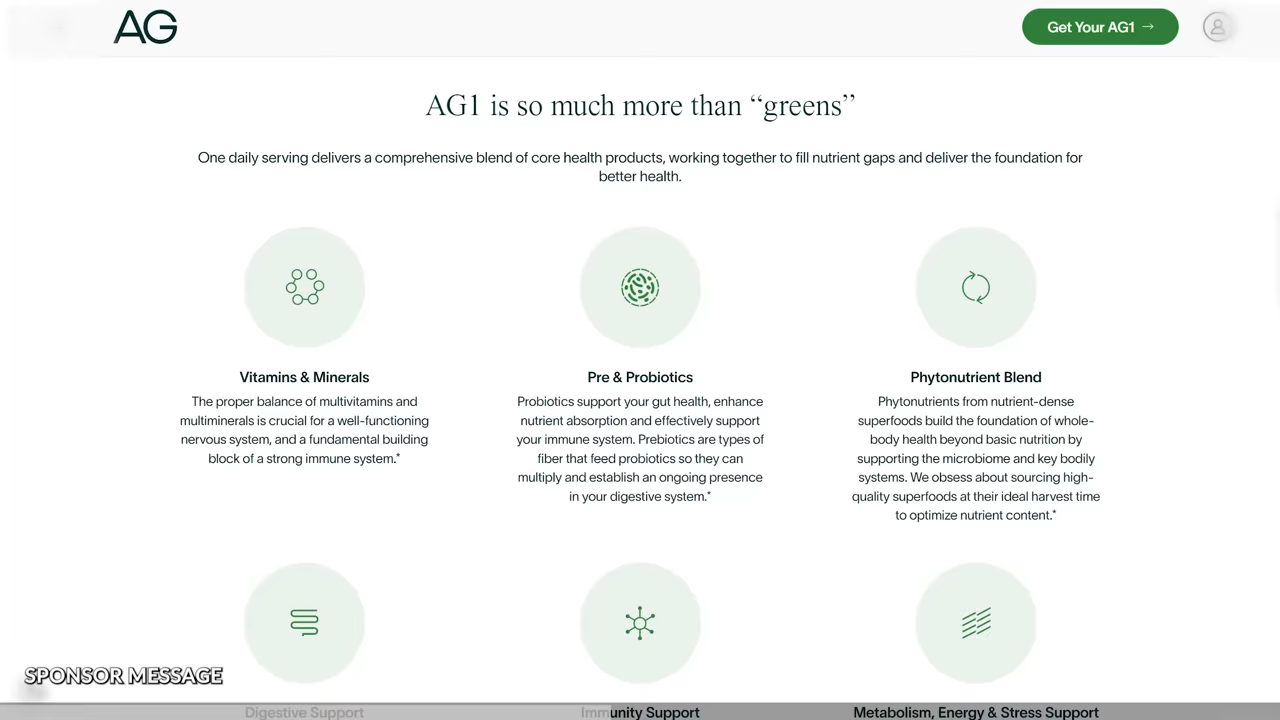 AG
Get Your AG1 →
AG1 is so much more than “greens”
One daily serving delivers a comprehensive blend of core health products, working together to fill nutrient gaps and deliver the foundation for
better health.
Vitamins & Minerals
The proper balance of multivitamins and
multiminerals is crucial for a well-functioning
nervous system, and a fundamental building
block of a strong immune system.*
Pre & Probiotics
Probiotics support your gut health, enhance
nutrient absorption and effectively support
your immune system. Prebiotics are types of
fiber that feed probiotics so they can
multiply and establish an ongoing presence
in your digestive system.*
Phytonutrient Blend
Phytonutrients from nutrient-dense
superfoods build the foundation of whole-
body health beyond basic nutrition by
supporting the microbiome and key bodily
systems. We obsess about sourcing high-
quality superfoods at their ideal harvest time
to optimize nutrient content.*
SPONSOR MESSAGE
Digestive Support
Immunity Support
Metabolism, Energy & Stress Support